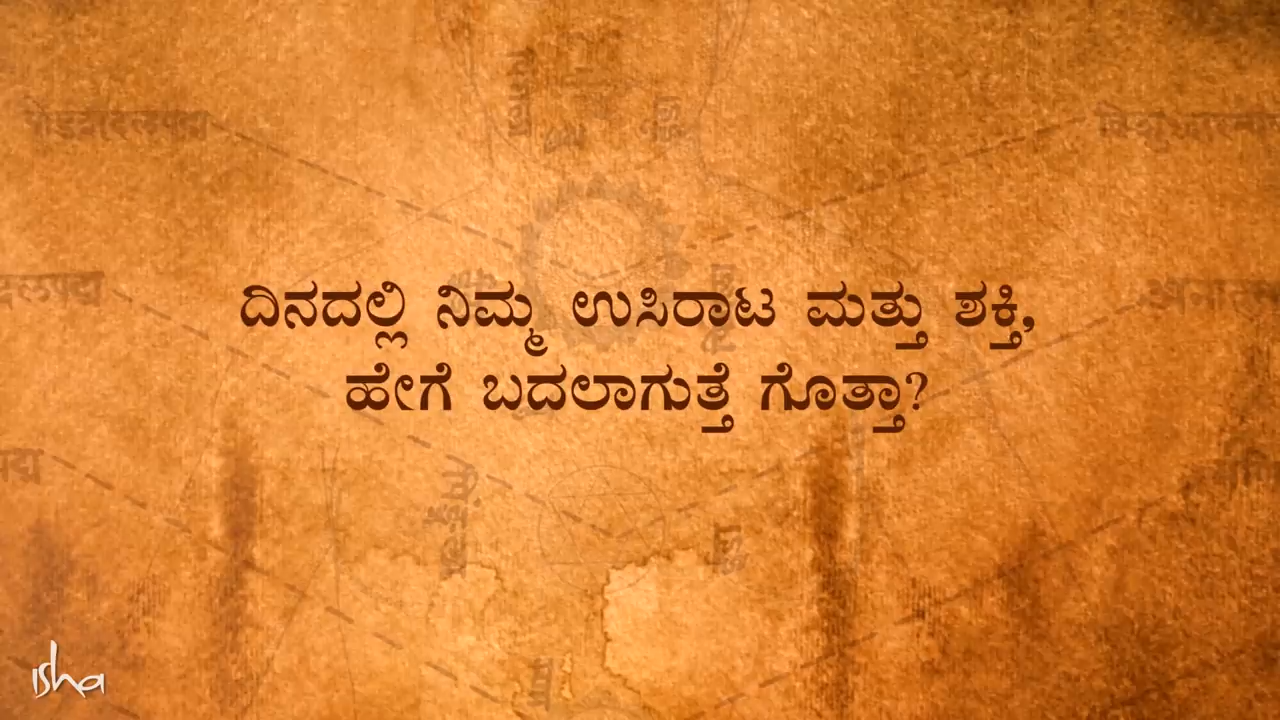 ದಿನದಲ್ಲಿ ನಿಮ್ಮ ಉಸಿರಾಟ ಮತ್ತು ಶಕ್ತಿ,
ಹೇಗೆ ಬದಲಾಗುತ್ತೆ ಗೊತ್ತಾ?
isha